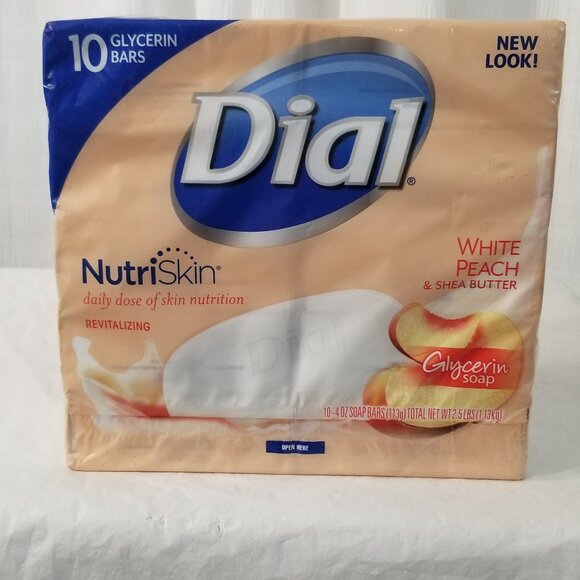 10 GLYCERIN
BARS
NEW
LOOK!
Dial®
NutriSkin®
daily dose of skin nutrition
REVITALIZING
WHITE
PEACH
& SHEA BUTTER
Dial
Glycerin
soap
10-4 OZ SOAP BARS (113g) TOTAL NET WT 2.5 LBS (1.13kg)
OPEN HERE